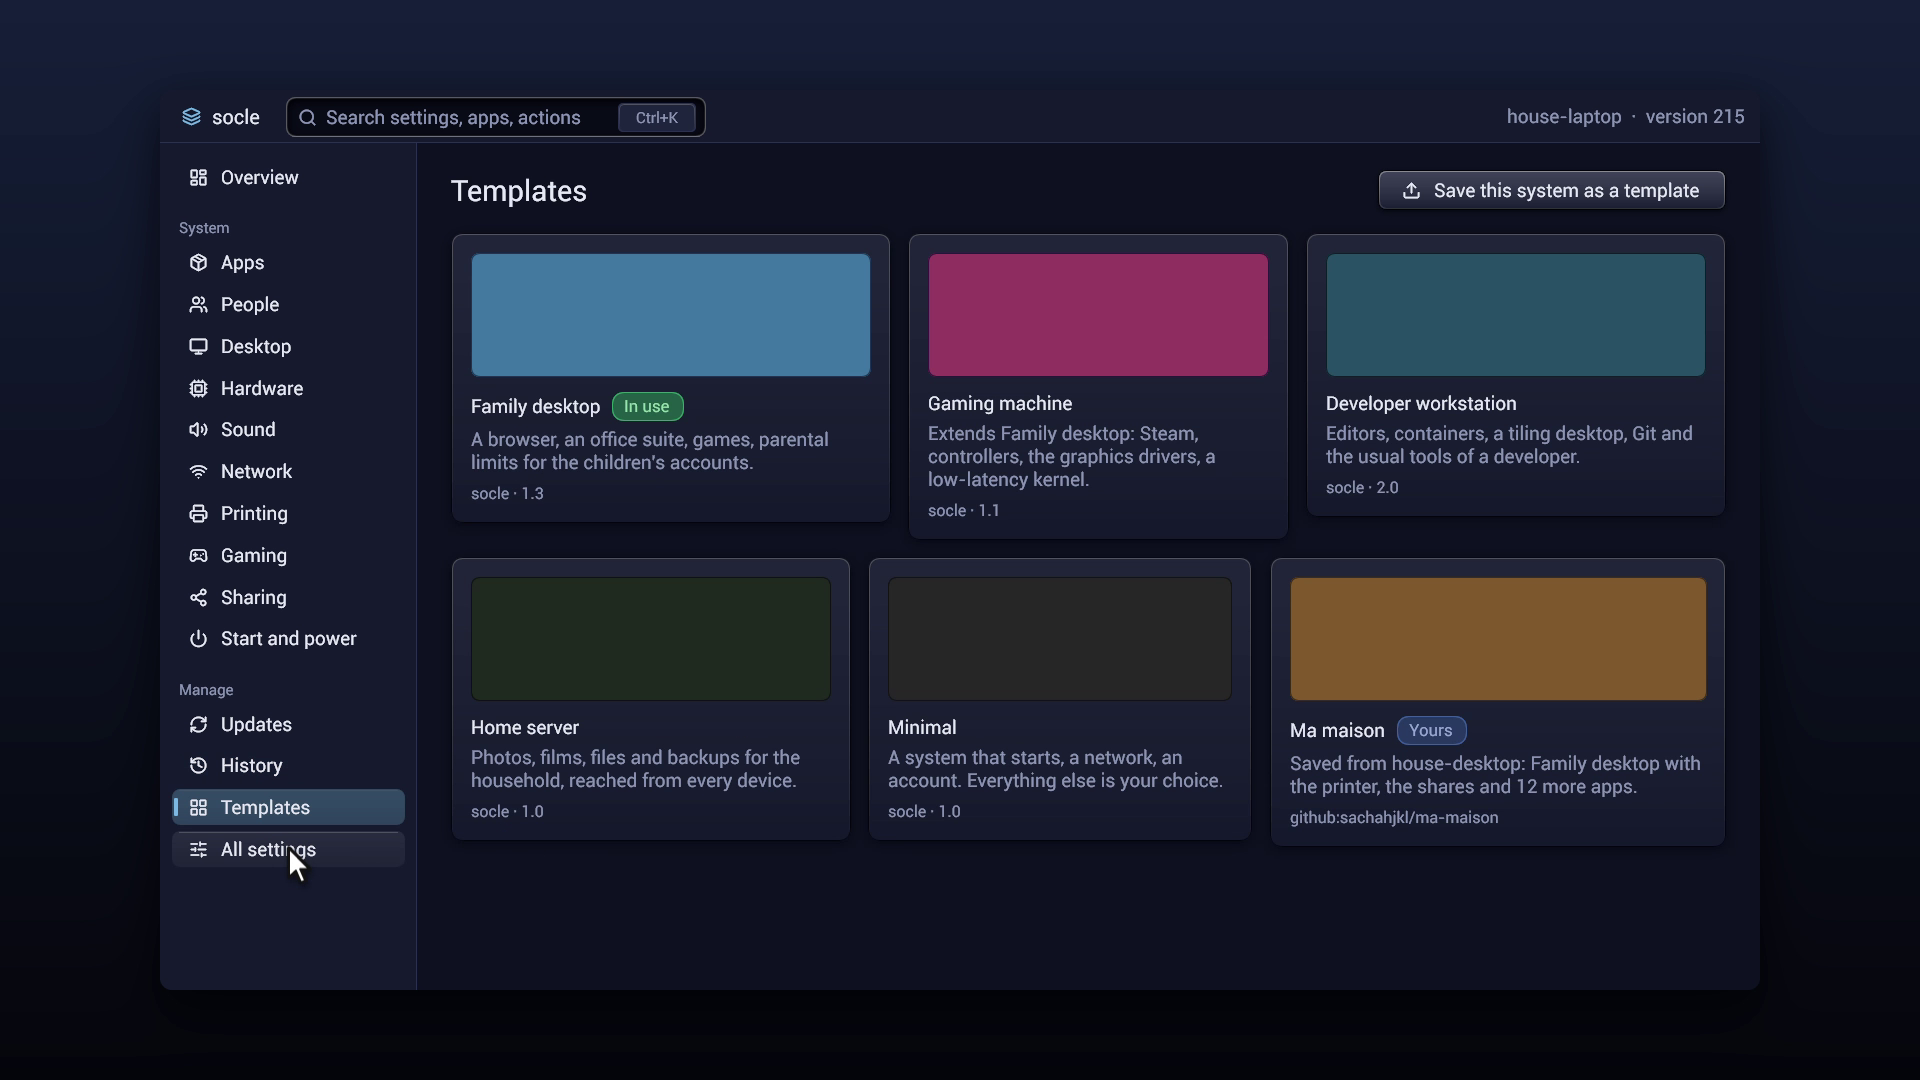 socle
Search settings, apps, actions
Ctrl+K
house-laptop · version 215
Overview
System
Apps
People
Desktop
Hardware
Sound
Network
Printing
Gaming
Sharing
Start and power
Manage
Updates
History
Templates
All settings
Templates
Save this system as a template
Family desktop
In use
A browser, an office suite, games, parental
limits for the children's accounts.
socle · 1.3
Gaming machine
Extends Family desktop: Steam,
controllers, the graphics drivers, a
low-latency kernel.
socle · 1.1
Developer workstation
Editors, containers, a tiling desktop, Git and
the usual tools of a developer.
socle · 2.0
Home server
Photos, films, files and backups for the
household, reached from every device.
socle · 1.0
Minimal
A system that starts, a network, an
account. Everything else is your choice.
socle · 1.0
Ma maison
Yours
Saved from house-desktop: Family desktop with
the printer, the shares and 12 more apps.
github:sachahjkl/ma-maison